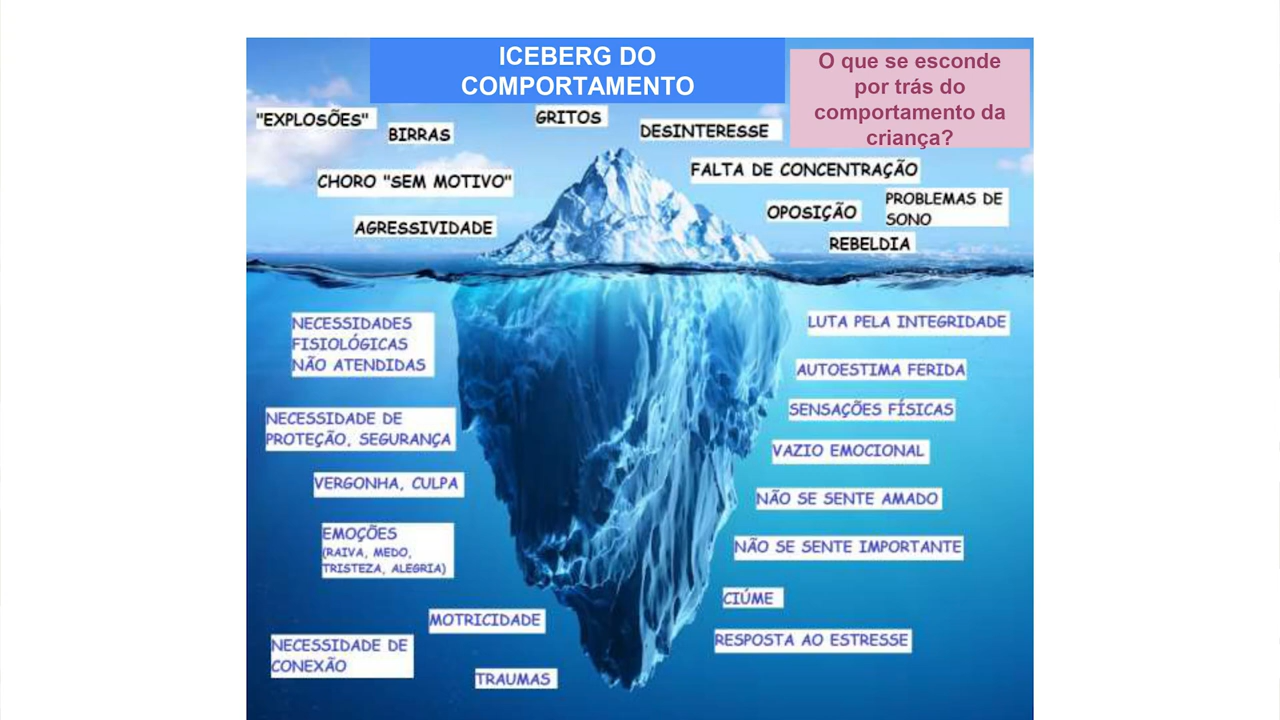 ICEBERG DO
COMPORTAMENTO
O que se esconde
por trás do
comportamento da
criança?
"EXPLOSÕES"
BIRRAS
GRITOS
DESINTERESSE
CHORO "SEM MOTIVO"
FALTA DE CONCENTRAÇÃO
AGRESSIVIDADE
OPOSIÇÃO
PROBLEMAS DE
SONO
REBELDIA
NECESSIDADES
FISIOLÓGICAS
NÃO ATENDIDAS
NECESSIDADE DE
PROTEÇÃO, SEGURANÇA
VERGONHA, CULPA
EMOÇÕES
(RAIVA, MEDO,
TRISTEZA, ALEGRIA)
MOTRICIDADE
NECESSIDADE DE
CONEXÃO
TRAUMAS
LUTA PELA INTEGRIDADE
AUTOESTIMA FERIDA
SENSAÇÕES FÍSICAS
VAZIO EMOCIONAL
NÃO SE SENTE AMADO
NÃO SE SENTE IMPORTANTE
CIÚME
RESPOSTA AO ESTRESSE